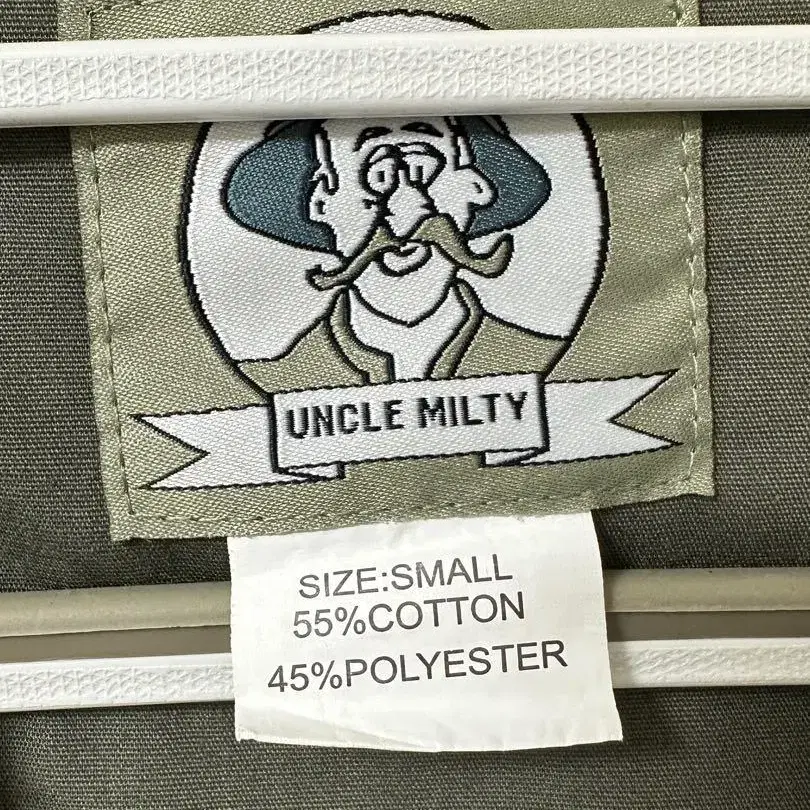 UNCLE MILTY
SIZE:SMALL
55%COTTON
45%POLYESTER